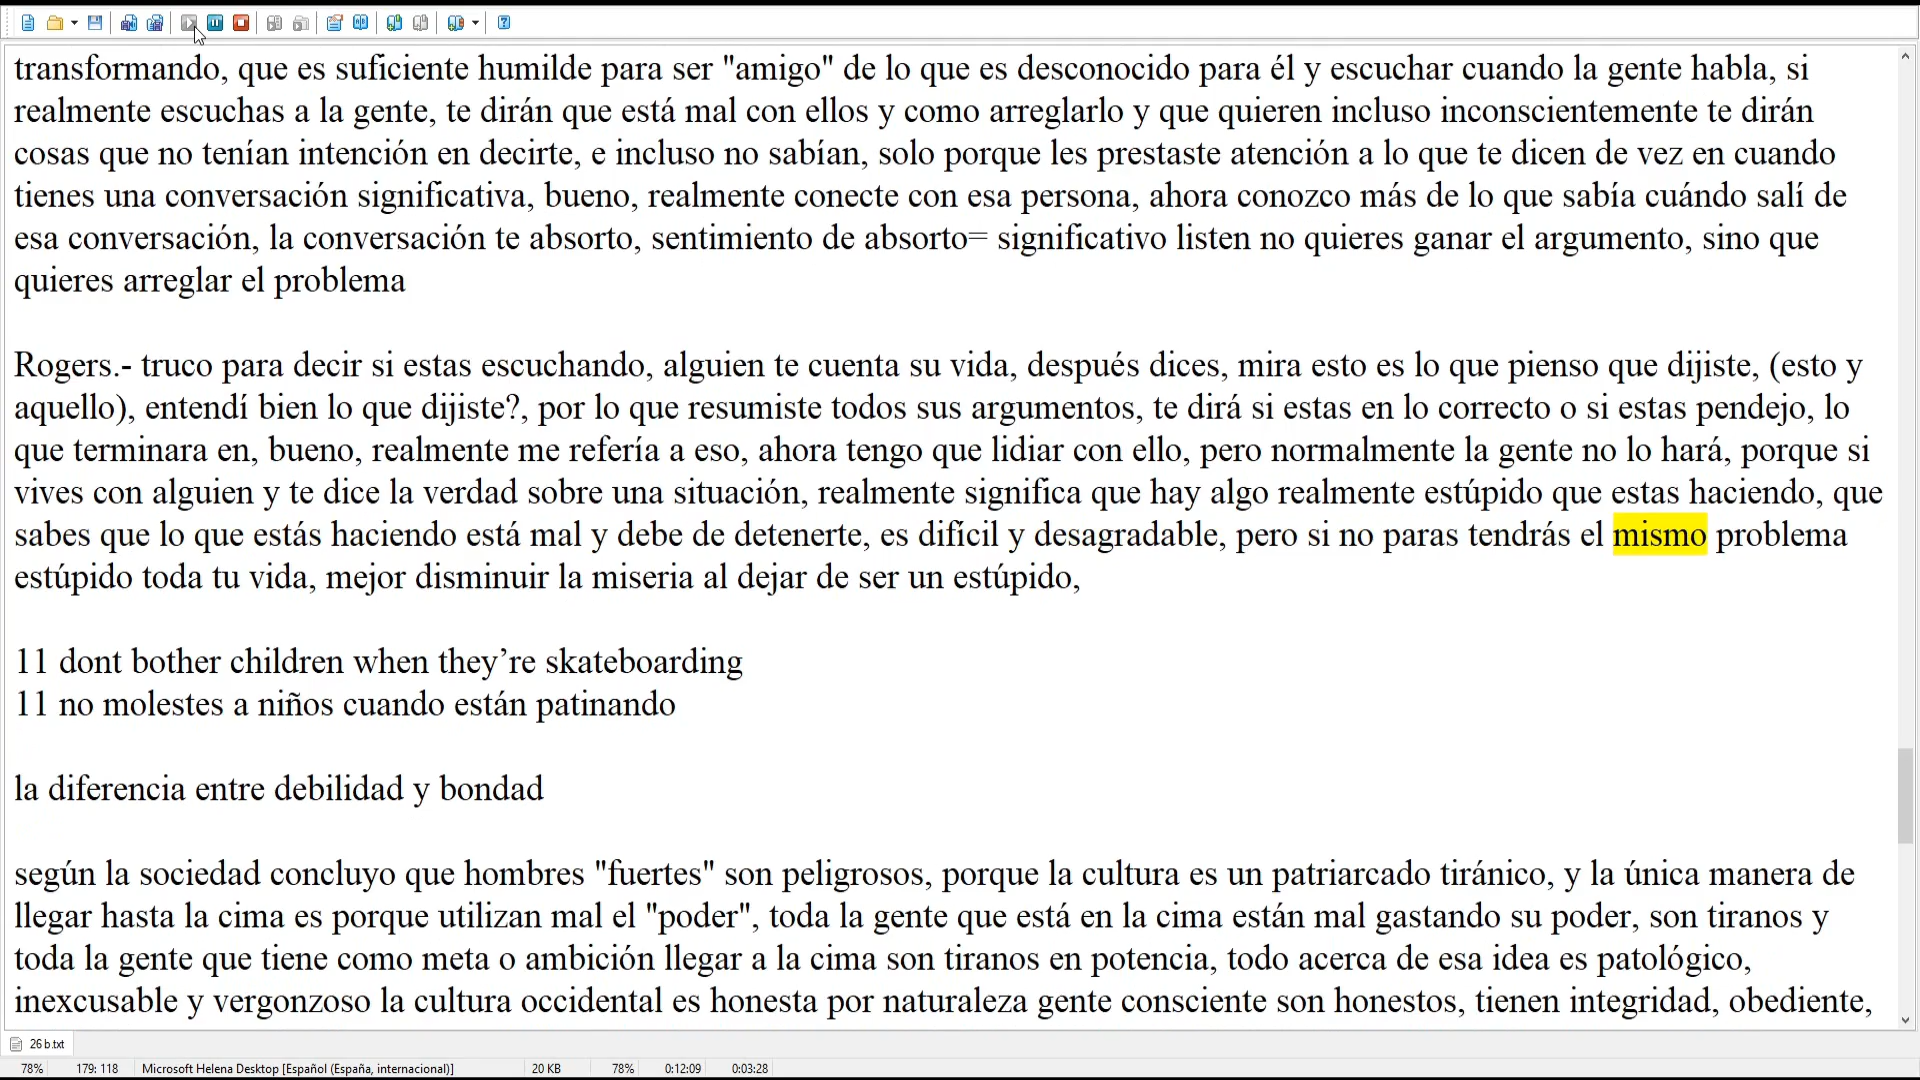 transformando, que es suficiente humilde para ser "amigo" de lo que es desconocido para él y escuchar cuando la gente habla, si
realmente escuchas a la gente, te dirán que está mal con ellos y como arreglarlo y que quieren incluso inconscientemente te dirán
cosas que no tenían intención en decirte, e incluso no sabían, solo porque les prestaste atención a lo que te dicen de vez en cuando
tienes una conversación significativa, bueno, realmente conecte con esa persona, ahora conozco más de lo que sabía cuándo salí de
esa conversación, la conversación te absorto, sentimiento de absorto= significativo listen no quieres ganar el argumento, sino que
quieres arreglar el problema
Rogers.- truco para decir si estas escuchando, alguien te cuenta su vida, después dices, mira esto es lo que pienso que dijiste, (esto y
aquello), entendí bien lo que dijiste?, por lo que resumiste todos sus argumentos, te dirá si estas en lo correcto o si estas pendejo, lo
que terminara en, bueno, realmente me refería a eso, ahora tengo que lidiar con ello, pero normalmente la gente no lo hará, porque si
vives con alguien y te dice la verdad sobre una situación, realmente significa que hay algo realmente estúpido que estas haciendo, que
sabes que lo que estás haciendo está mal y debe de detenerte, es difícil y desagradable, pero si no paras tendrás el mismo problema
estúpido toda tu vida, mejor disminuir la miseria al dejar de ser un estúpido,
11 dont bother children when they’re skateboarding
11 no molestes a niños cuando están patinando
la diferencia entre debilidad y bondad
según la sociedad concluyo que hombres "fuertes" son peligrosos, porque la cultura es un patriarcado tiránico, y la única manera de
llegar hasta la cima es porque utilizan mal el "poder", toda la gente que está en la cima están mal gastando su poder, son tiranos y
toda la gente que tiene como meta o ambición llegar a la cima son tiranos en potencia, todo acerca de esa idea es patológico,
inexcusable y vergonzoso la cultura occidental es honesta por naturaleza gente consciente son honestos, tienen integridad, obediente,
26 b.txt
78% 179: 118 Microsoft Helena Desktop [Español (España, internacional)] 20 KB 78% 0:12:09 0:03:28